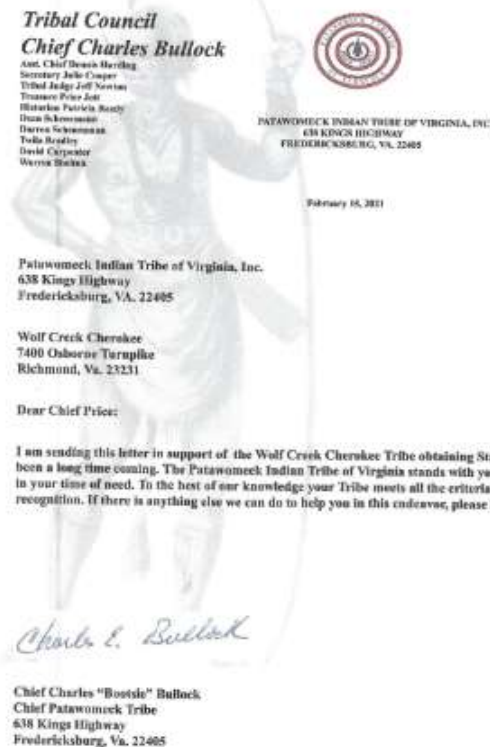 Tribal Council
Chief Charles Bullock
Asst. Chief Dennis Harding
Secretary Julie Cooper
Tribal Judge Jeff Newton
Treasure Price Jett
Historian Patricia
Dean
Darren
Tella Bradley
David Carpenter
Warren Shelton
PATAWOMECK INDIAN TRIBE OF VIRGINIA, INC
638 KINGS HIGHWAY
FREDERICKSBURG, VA. 22405
February 15, 2021
Patawomeck Indian Tribe of Virginia, Inc.
638 Kings Highway
Fredericksburg, VA. 22405
Wolf Creek Cherokee
7400 Osborne Turnpike
Richmond, Va. 23231
Dear Chief Price:
I am sending this letter in support of the Wolf Creek Cherokee Tribe obtaining St
been a long time coming. The Patawomeck Indian Tribe of Virginia stands with yo
in your time of need. To the best of our knowledge your Tribe meets all the criteria
recognition. If there is anything else we can do to help you in this endeavor, please
Charles E. Bullock
Chief Charles "Bootsie" Bullock
Chief Patawomeck Tribe
638 Kings Highway
Fredericksburg, Va. 22405